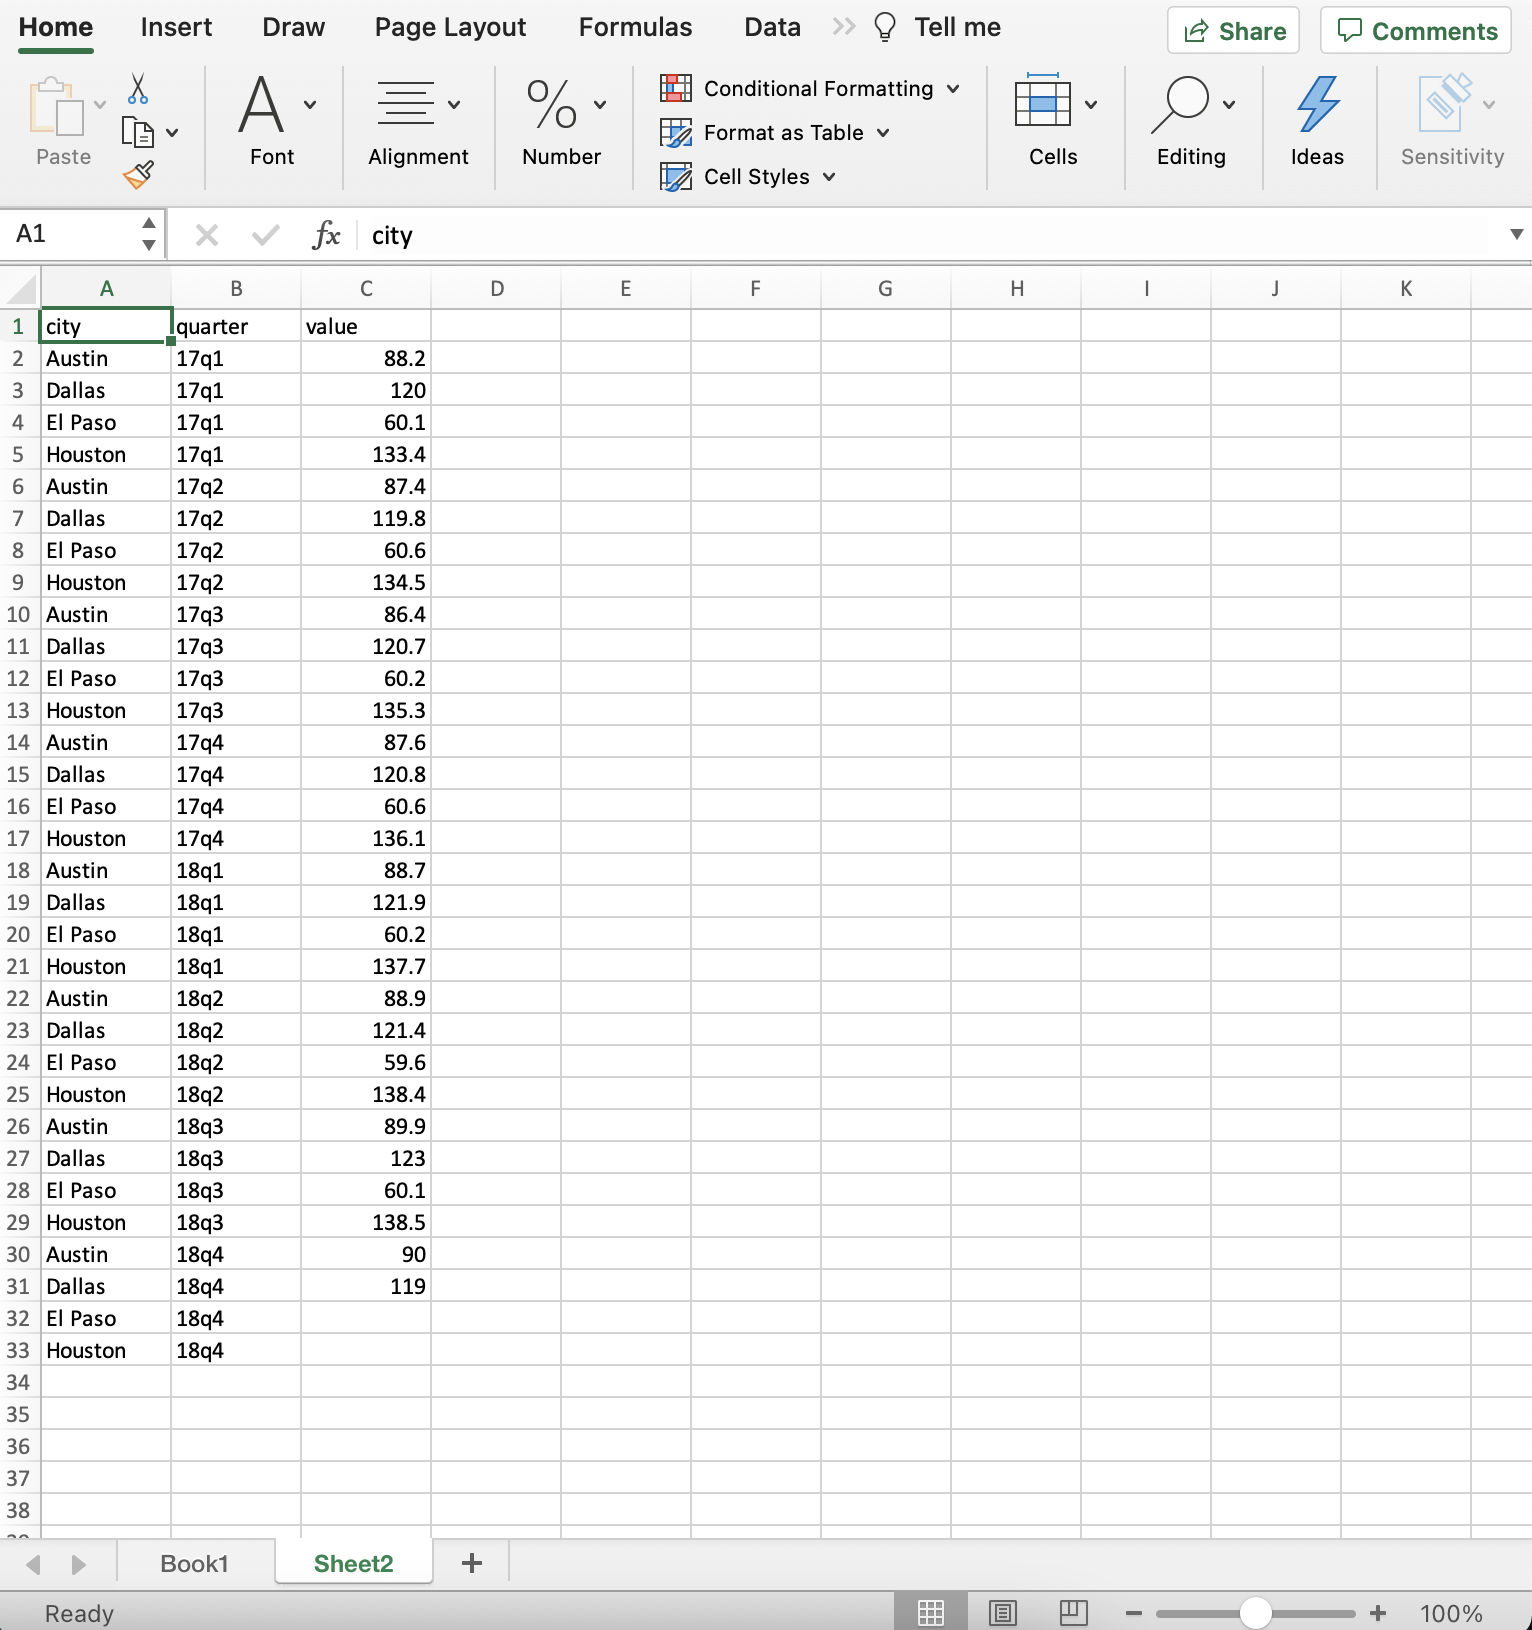 Home Insert Draw Page Layout Formulas Data Tell me Share Comments
Paste Font Alignment % Number Conditional Formatting Format as Table Cell Styles Cells Editing Ideas Sensitivity
A1 fx city
A B C D E F G H I J K
1 city quarter value
2 Austin 17q1 88.2
3 Dallas 17q1 120
4 El Paso 17q1 60.1
5 Houston 17q1 133.4
6 Austin 17q2 87.4
7 Dallas 17q2 119.8
8 El Paso 17q2 60.6
9 Houston 17q2 134.5
10 Austin 17q3 86.4
11 Dallas 17q3 120.7
12 El Paso 17q3 60.2
13 Houston 17q3 135.3
14 Austin 17q4 87.6
15 Dallas 17q4 120.8
16 El Paso 17q4 60.6
17 Houston 17q4 136.1
18 Austin 18q1 88.7
19 Dallas 18q1 121.9
20 El Paso 18q1 60.2
21 Houston 18q1 137.7
22 Austin 18q2 88.9
23 Dallas 18q2 121.4
24 El Paso 18q2 59.6
25 Houston 18q2 138.4
26 Austin 18q3 89.9
27 Dallas 18q3 123
28 El Paso 18q3 60.1
29 Houston 18q3 138.5
30 Austin 18q4 90
31 Dallas 18q4 119
32 El Paso 18q4
33 Houston 18q4
34
35
36
37
38
Book1 Sheet2 +
Ready 100%